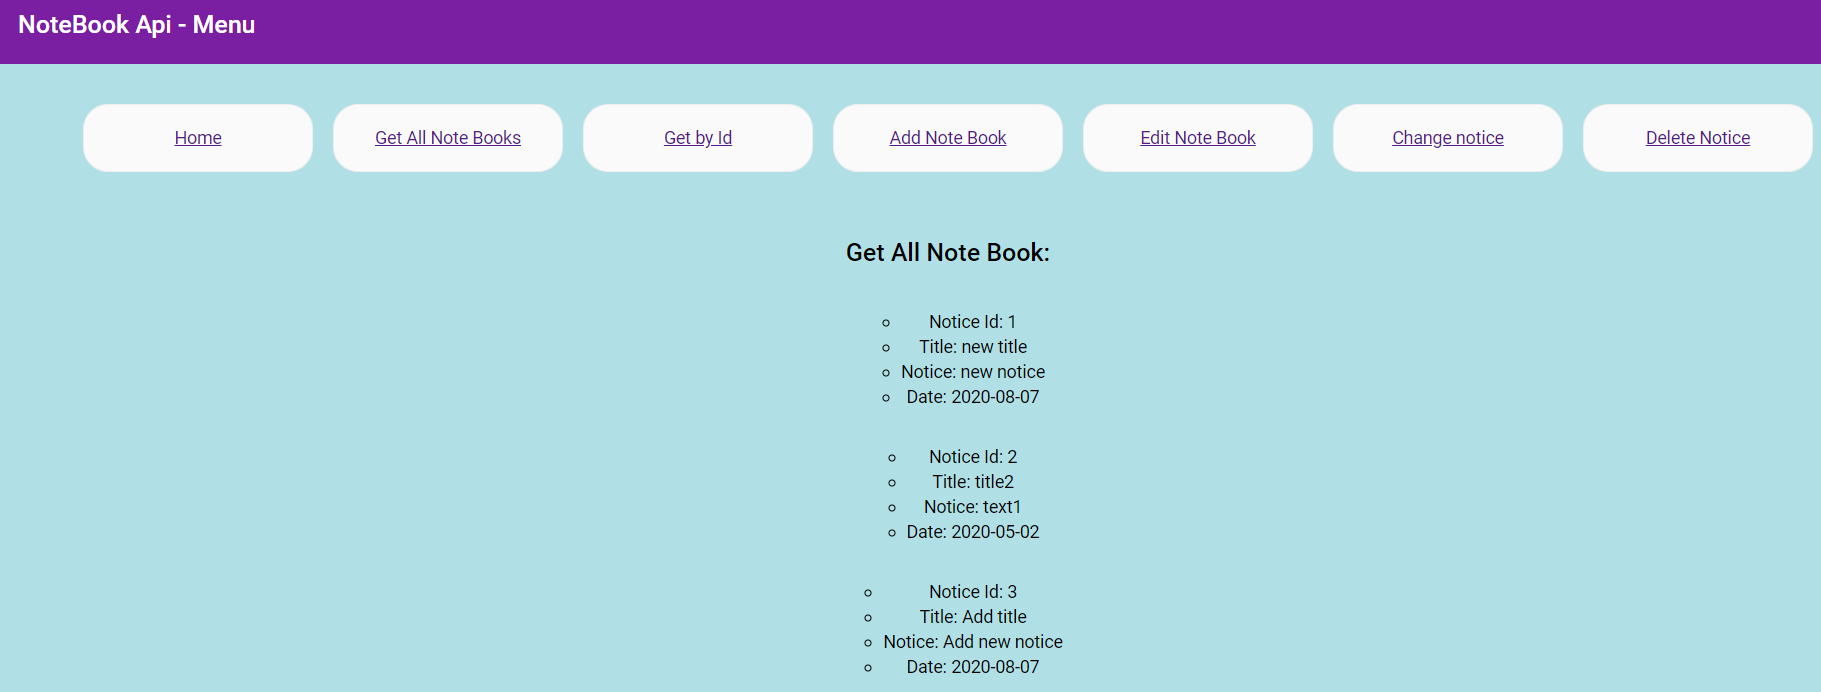 NoteBook Api - Menu
Home
Get All Note Books
Get by Id
Add Note Book
Edit Note Book
Change notice
Delete Notice
Get All Note Book:
Notice Id: 1
Title: new title
Notice: new notice
Date: 2020-08-07
Notice Id: 2
Title: title2
Notice: text1
Date: 2020-05-02
Notice Id: 3
Title: Add title
Notice: Add new notice
Date: 2020-08-07